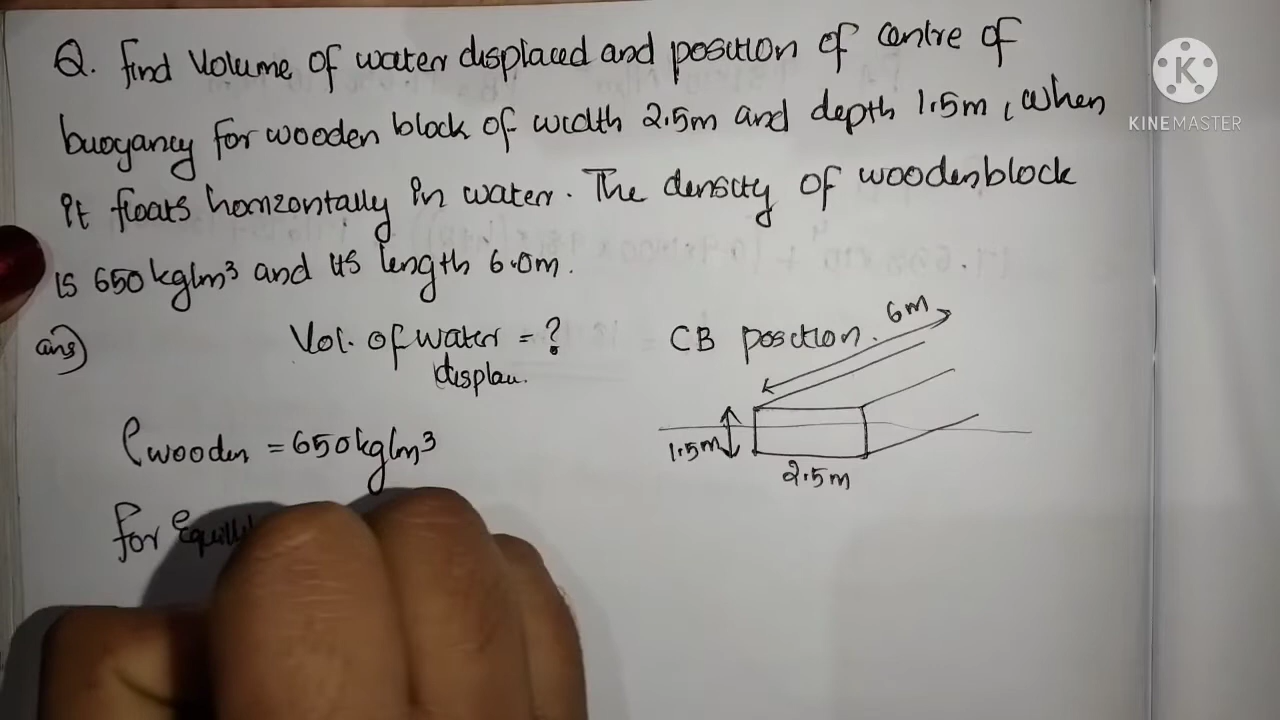 Q. find Volume of water displaced and position of centre of
buoyancy for wooden block of width 2.5m and depth 1.5m, when
it floats horizontally in water. The density of wooden block
is 650 kg/m³ and its length 6.0m.
ans)
Vol. of water = ?
displau.
CB position.
6m
1.5m
2.5m
ρwooden = 650 kg/m³
for
K
KINEMASTER